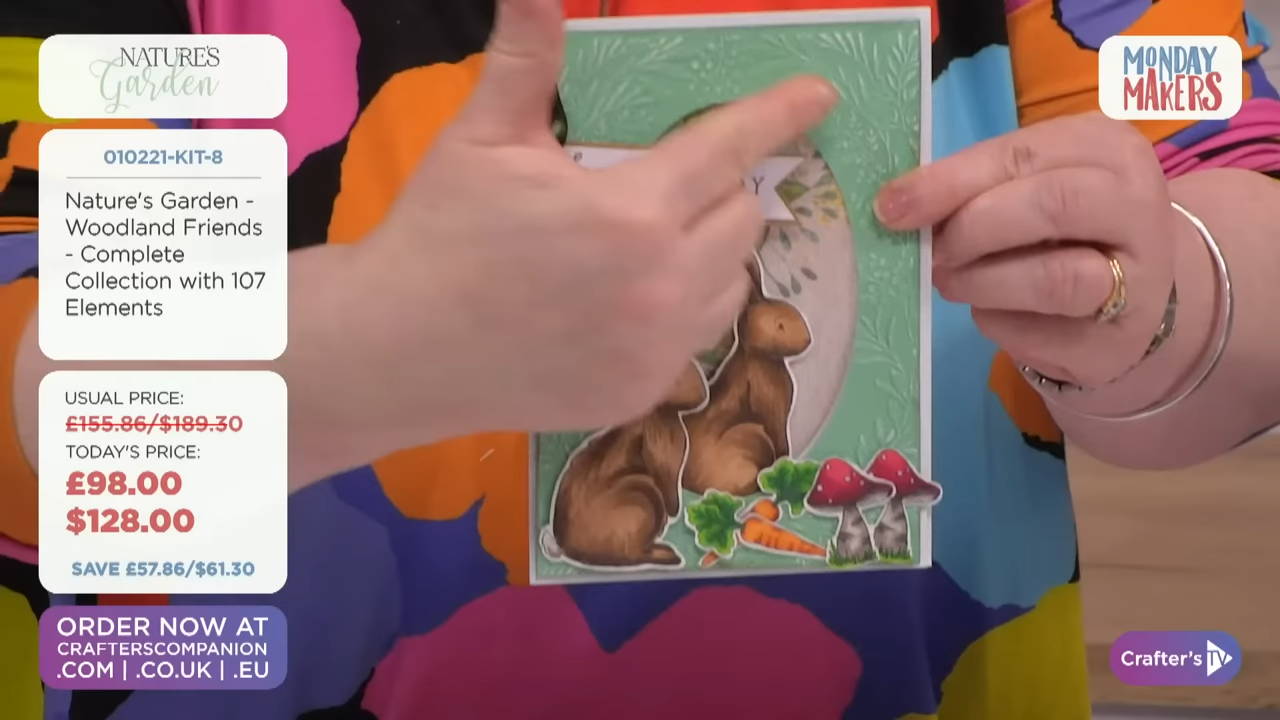 NATURE'S
Garden
010221-KIT-8
Nature's Garden -
Woodland Friends
- Complete
Collection with 107
Elements
USUAL PRICE:
£155.86/$189.30
TODAY'S PRICE:
£98.00
$128.00
SAVE £57.86/$61.30
ORDER NOW AT
CRAFTERSCOMPANION
.COM | .CO.UK | .EU
MONDAY
MAKERS
Y
Crafter's TV